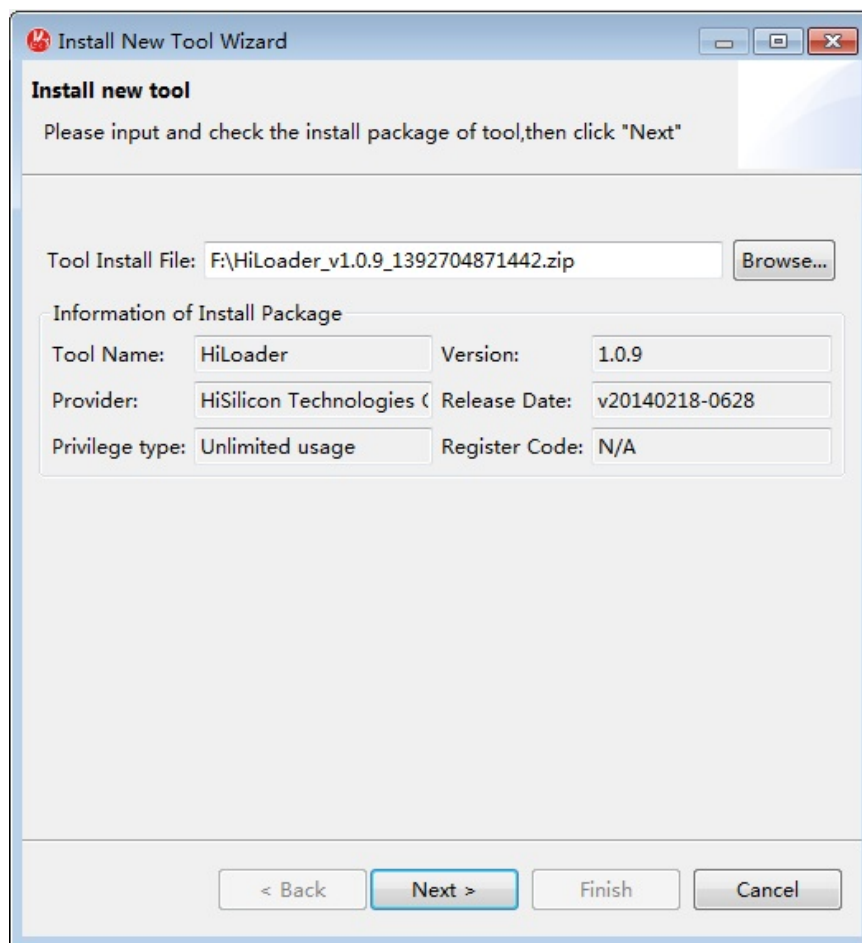 Install New Tool Wizard
Install new tool
Please input and check the install package of tool,then click "Next"
Tool Install File: F:\HiLoader_v1.0.9_1392704871442.zip Browse...
Information of Install Package
Tool Name: HiLoader Version: 1.0.9
Provider: HiSilicon Technologies ( Release Date: v20140218-0628
Privilege type: Unlimited usage Register Code: N/A
< Back Next > Finish Cancel